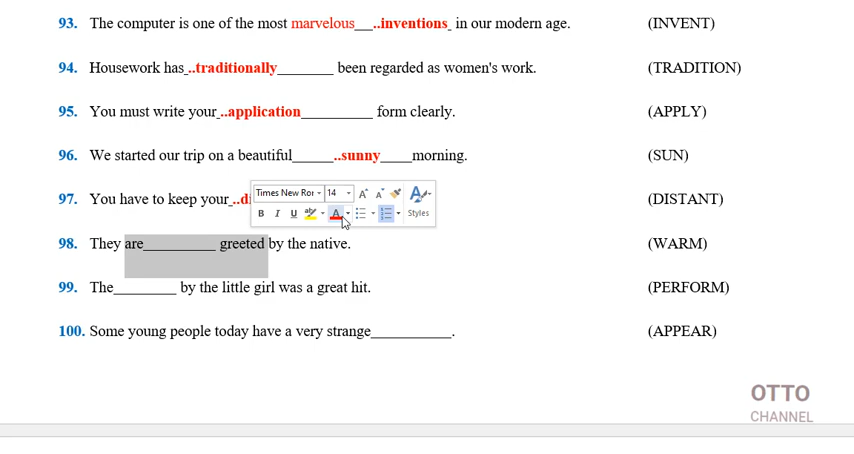 93. The computer is one of the most marvelous__..inventions_ in our modern age. (INVENT)
94. Housework has_..traditionally_______ been regarded as women's work. (TRADITION)
95. You must write your_..application_________ form clearly. (APPLY)
96. We started our trip on a beautiful_____..sunny____morning. (SUN)
97. You have to keep your_.. (DISTANT)
Times New Ror 14
B I U aby A Styles
98. They are_________ greeted by the native. (WARM)
99. The________ by the little girl was a great hit. (PERFORM)
100. Some young people today have a very strange__________. (APPEAR)
OTTO
CHANNEL